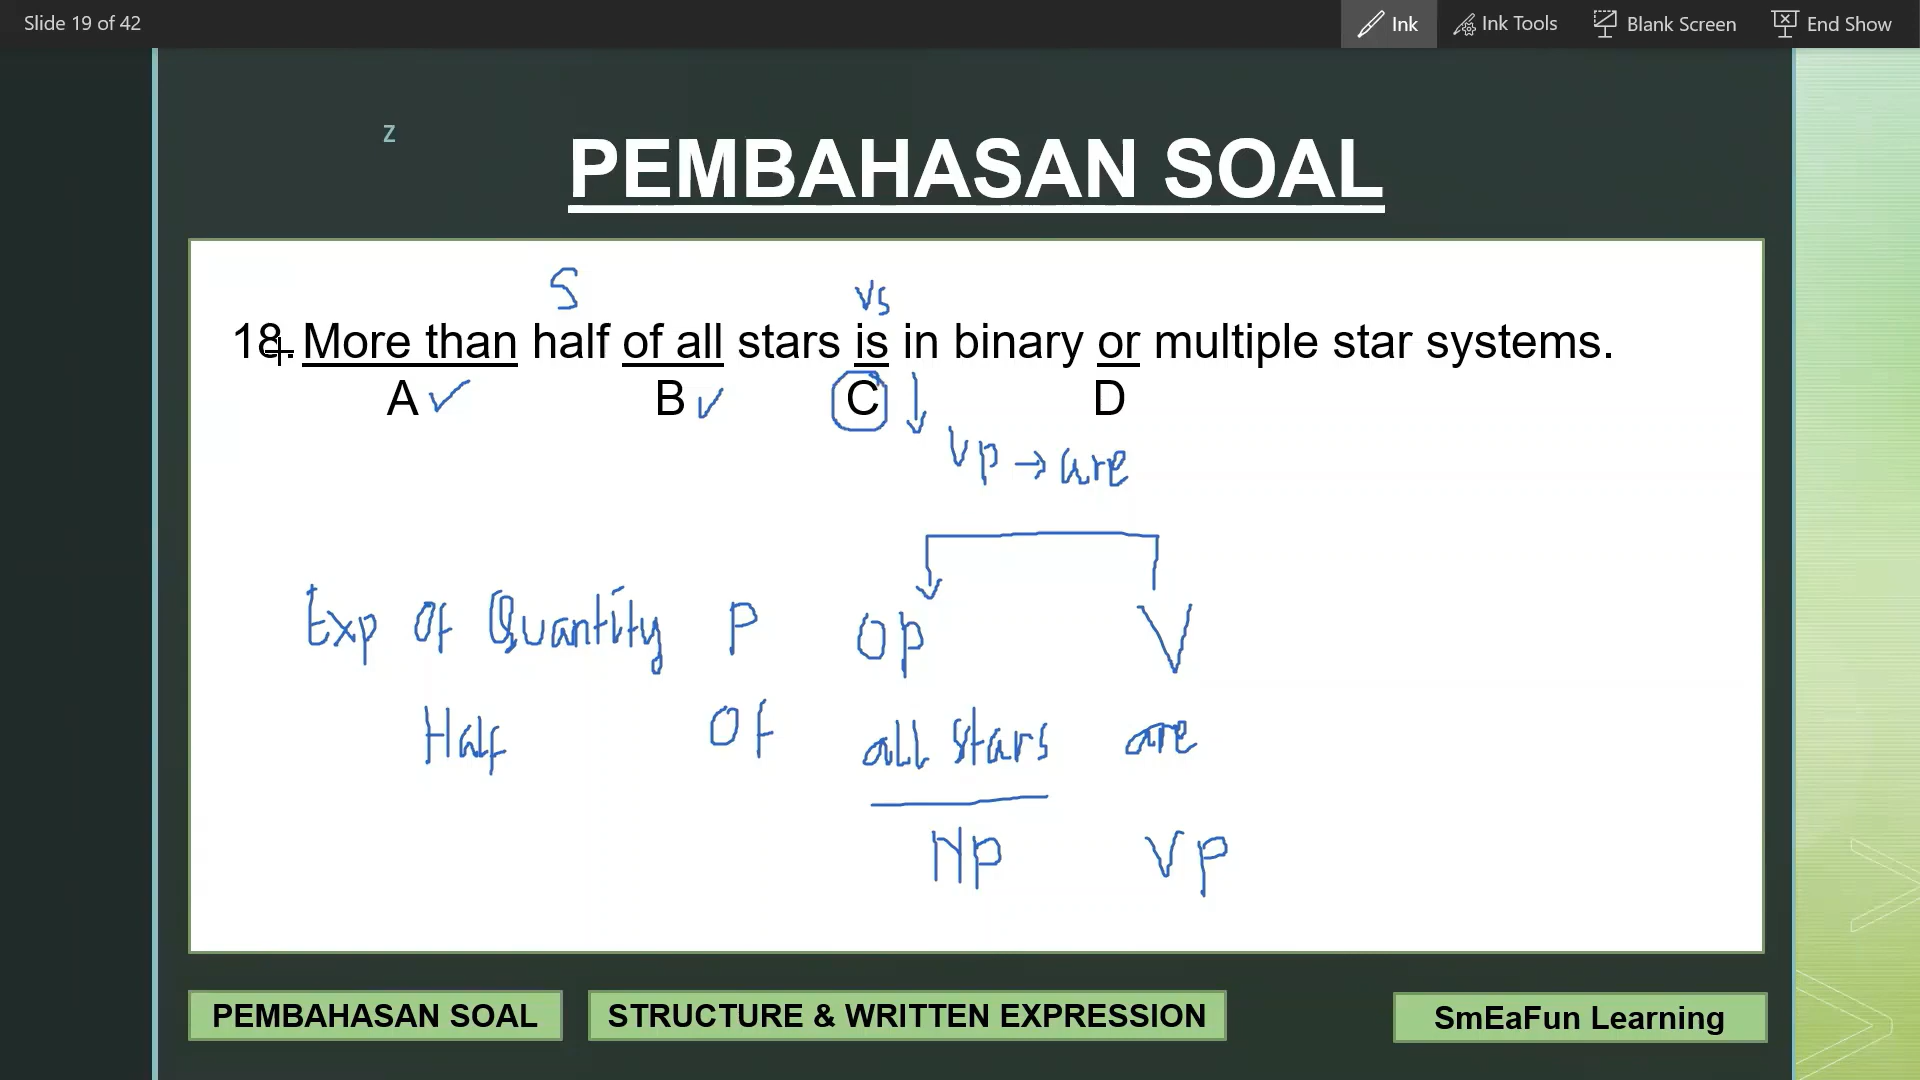 Slide 19 of 42
Ink
Ink Tools
Blank Screen
End Show
z
PEMBAHASAN SOAL
S
Vs
18. More than half of all stars is in binary or multiple star systems.
A ✓ B ✓ C D
Vp → are
Exp Of Quantity P OP V
Half Of all stars are
Np Vp
PEMBAHASAN SOAL
STRUCTURE & WRITTEN EXPRESSION
SmEaFun Learning